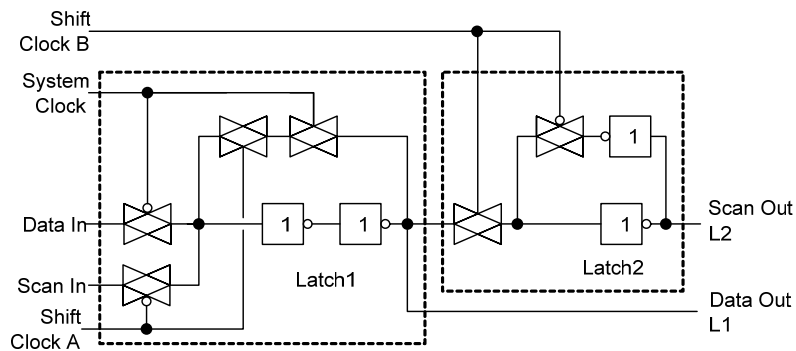 Shift
Clock B
System
Clock
1
1
1
Data In
1
Scan Out
L2
Scan In
Latch1
Latch2
Shift
Clock A
Data Out
L1